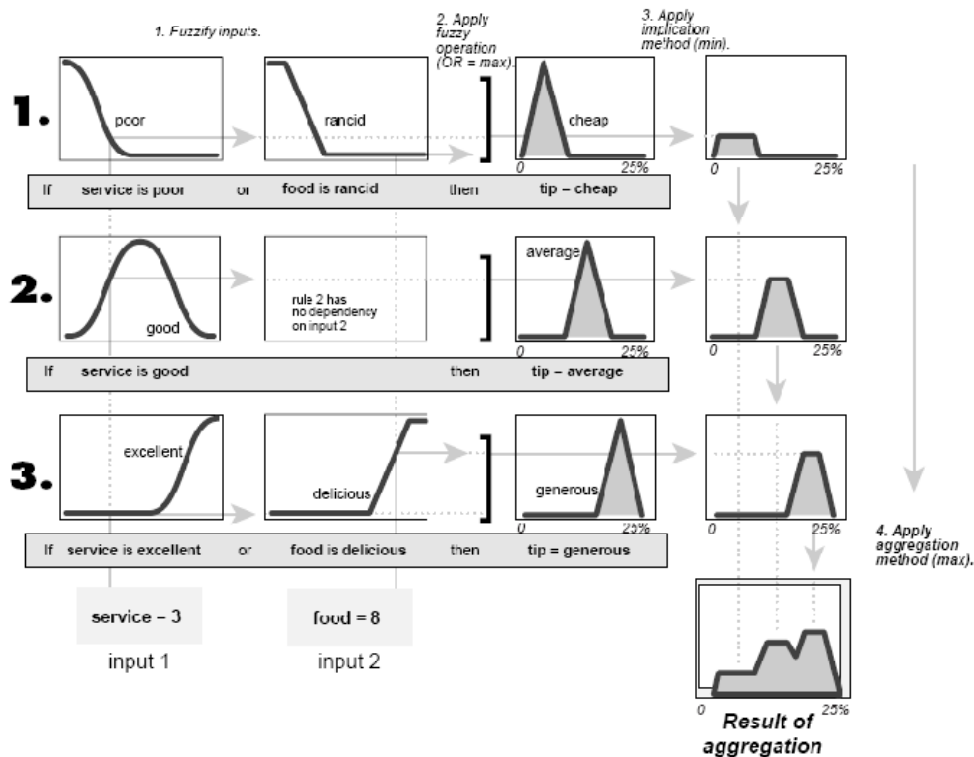 1. Fuzzify inputs.
2. Apply
fuzzy
operation
(OR = max).
3. Apply
implication
method (min).
1.
poor
rancid
cheap
0 25%
0 25%
If service is poor or food is rancid then tip – cheap
2.
good
rule 2 has
no dependency
on input 2
average
0 25%
0 25%
If service is good then tip – average
3.
excellent
delicious
generous
0 25%
0 25%
If service is excellent or food is delicious then tip = generous
4. Apply
aggregation
method (max).
service – 3
food = 8
input 1
input 2
0 25%
Result of
aggregation